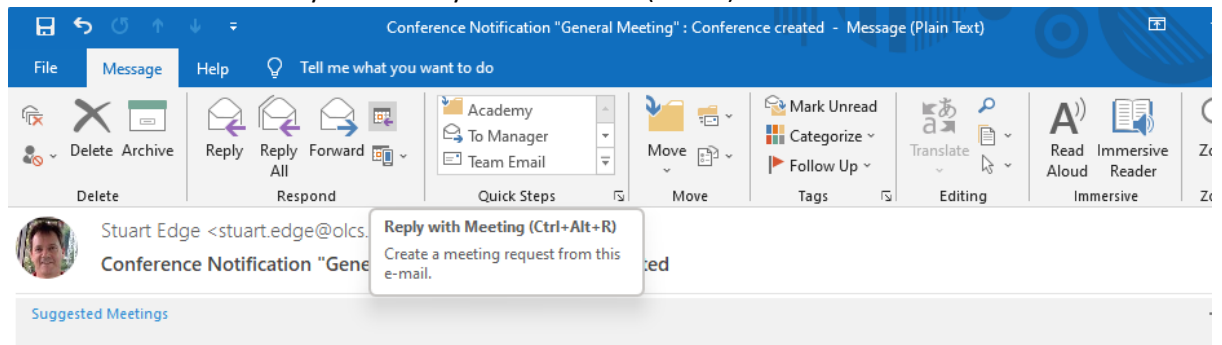 Conference Notification "General Meeting" : Conference created - Message (Plain Text)
File Message Help Tell me what you want to do
Delete Archive
Reply Reply All Forward
Academy
To Manager
Team Email
Move
Mark Unread
Categorize
Follow Up
あ
a
Translate
A
Read Aloud
Immersive Reader
Delete Respond Quick Steps Move Tags Editing Immersive
Stuart Edge <stuart.edge@olcs.
Conference Notification "Gene
Reply with Meeting (Ctrl+Alt+R)
Create a meeting request from this
e-mail.
Suggested Meetings